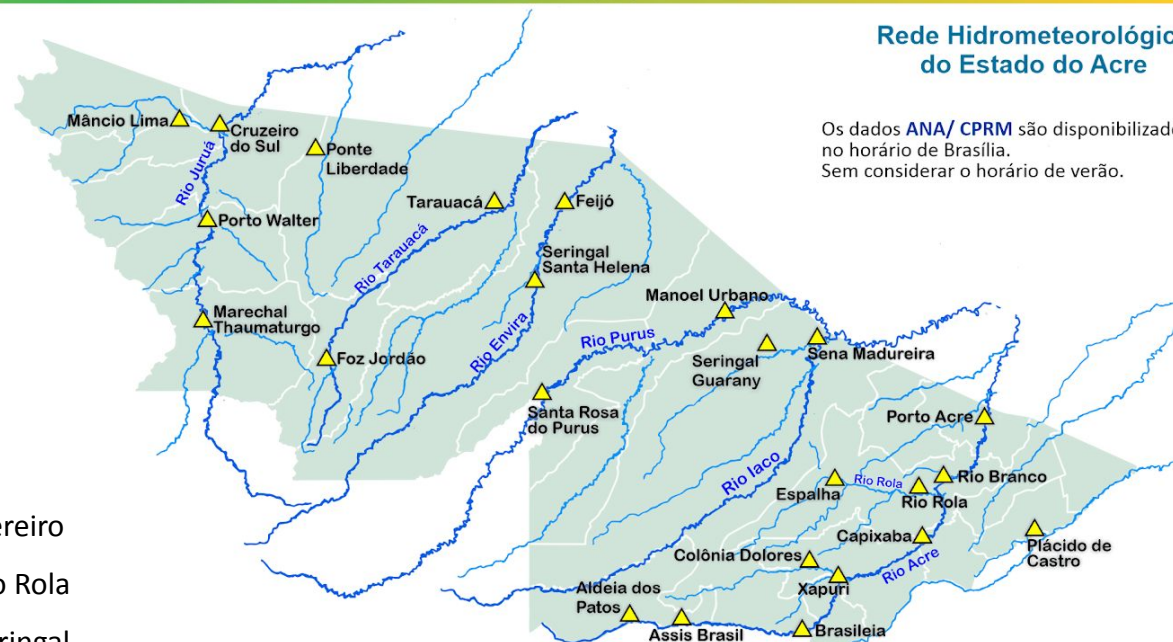 Rede Hidrometeorológic
do Estado do Acre
Os dados ANA/ CPRM são disponibilizado
no horário de Brasília.
Sem considerar o horário de verão.
Mâncio Lima
Cruzeiro
do Sul
Ponte
Liberdade
Rio Juruá
Porto Walter
Tarauacá
Feijó
Rio Tarauacá
Seringal
Santa Helena
Manoel Urbano
Marechal
Thaumaturgo
Rio Envira
Rio Purus
Foz Jordão
Seringal
Guarany
Sena Madureira
Santa Rosa
do Purus
Porto Acre
Rio Iaco
Rio Branco
Espalha
Rio Rola
Rio Rola
Capixaba
Plácido de
Castro
Colônia Dolores
Rio Acre
Xapuri
Aldeia dos
Patos
Assis Brasil
Brasileia
ereiro
o Rola
ringal